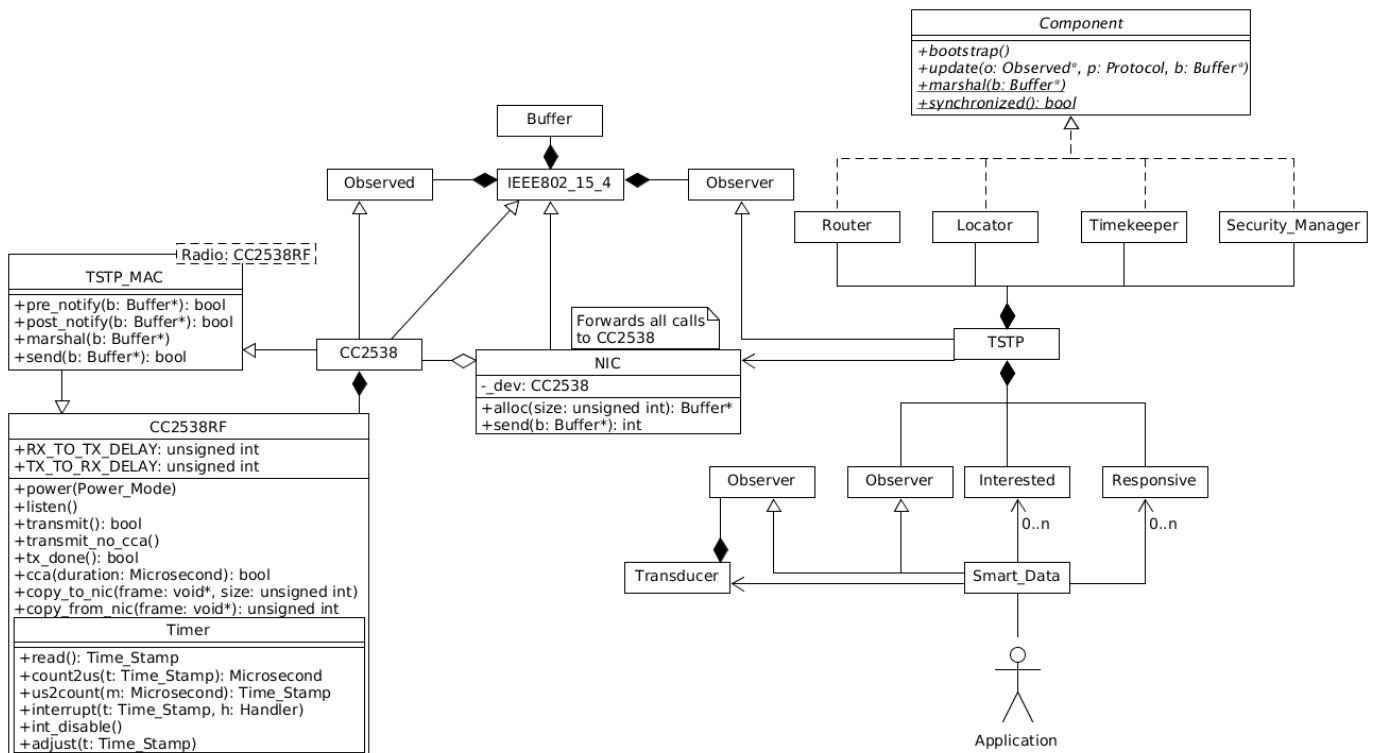 Component
+bootstrap()
+update(o: Observed*, p: Protocol, b: Buffer*)
+marshal(b: Buffer*)
+synchronized(): bool
Buffer
Observed
IEEE802_15_4
Observer
Router
Locator
Timekeeper
Security_Manager
Radio: CC2538RF
TSTP_MAC
+pre_notify(b: Buffer*): bool
+post_notify(b: Buffer*): bool
+marshal(b: Buffer*)
+send(b: Buffer*): bool
CC2538
Forwards all calls
to CC2538
NIC
-_dev: CC2538
+alloc(size: unsigned int): Buffer*
+send(b: Buffer*): int
TSTP
CC2538RF
+RX_TO_TX_DELAY: unsigned int
+TX_TO_RX_DELAY: unsigned int
+power(Power_Mode)
+listen()
+transmit(): bool
+transmit_no_cca()
+tx_done(): bool
+cca(duration: Microsecond): bool
+copy_to_nic(frame: void*, size: unsigned int)
+copy_from_nic(frame: void*): unsigned int
Timer
+read(): Time_Stamp
+count2us(t: Time_Stamp): Microsecond
+us2count(m: Microsecond): Time_Stamp
+interrupt(t: Time_Stamp, h: Handler)
+int_disable()
+adjust(t: Time_Stamp)
Observer
Observer
Interested
Responsive
0..n
0..n
Transducer
Smart_Data
Application